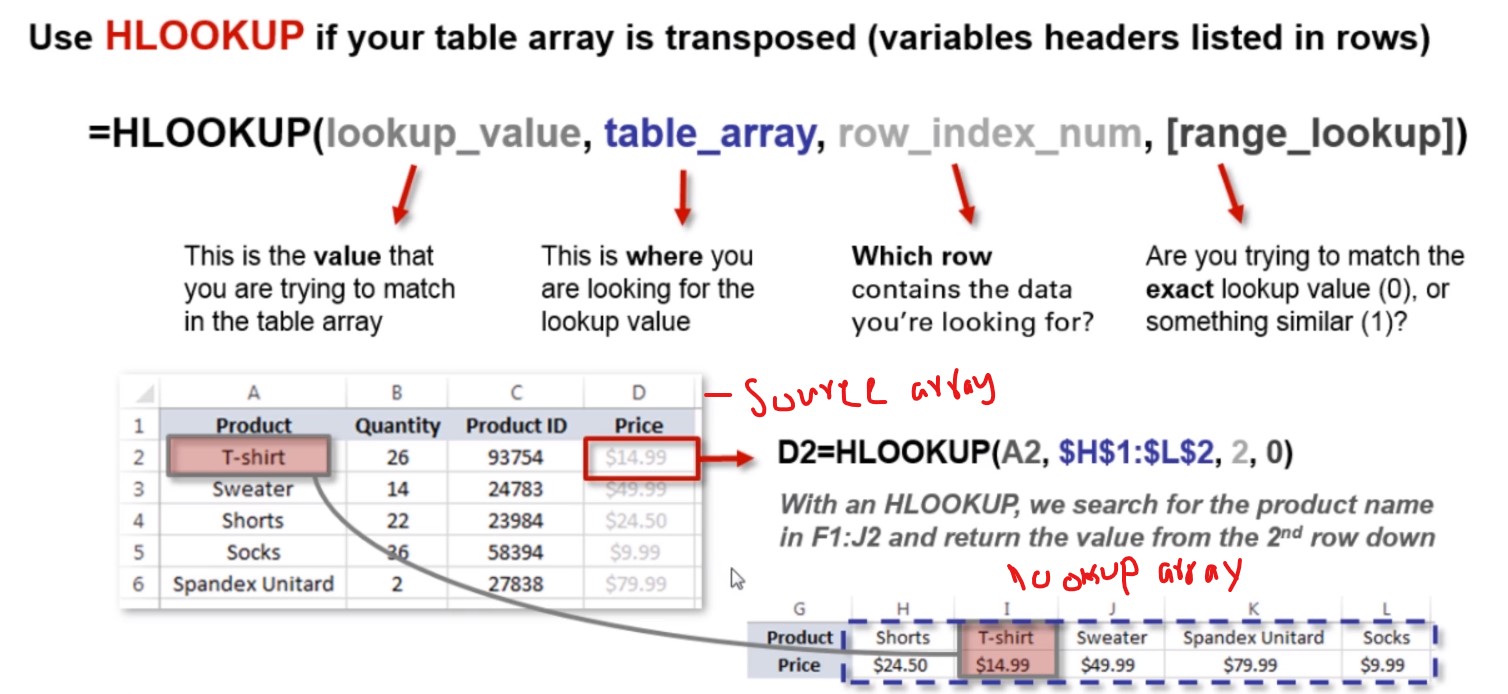 Use HLOOKUP if your table array is transposed (variables headers listed in rows)
=HLOOKUP(lookup_value, table_array, row_index_num, [range_lookup])
This is the value that
you are trying to match
in the table array
This is where you
are looking for the
lookup value
Which row
contains the data
you're looking for?
Are you trying to match the
exact lookup value (0), or
something similar (1)?
A B C D
1 Product Quantity Product ID Price
2 T-shirt 26 93754 $14.99
3 Sweater 14 24783 $49.99
4 Shorts 22 23984 $24.50
5 Socks 36 58394 $9.99
6 Spandex Unitard 2 27838 $79.99
– Source array
D2=HLOOKUP(A2, $H$1:$L$2, 2, 0)
With an HLOOKUP, we search for the product name
in F1:J2 and return the value from the 2nd row down
lookup array
G H I J K L
Product Shorts T-shirt Sweater Spandex Unitard Socks
Price $24.50 $14.99 $49.99 $79.99 $9.99